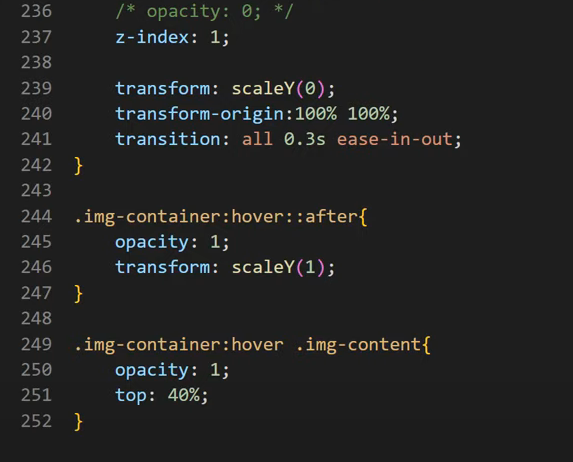 236 /* opacity: 0; */
237 z-index: 1;
238
239 transform: scaleY(0);
240 transform-origin:100% 100%;
241 transition: all 0.3s ease-in-out;
242 }
243
244 .img-container:hover::after{
245 opacity: 1;
246 transform: scaleY(1);
247 }
248
249 .img-container:hover .img-content{
250 opacity: 1;
251 top: 40%;
252 }